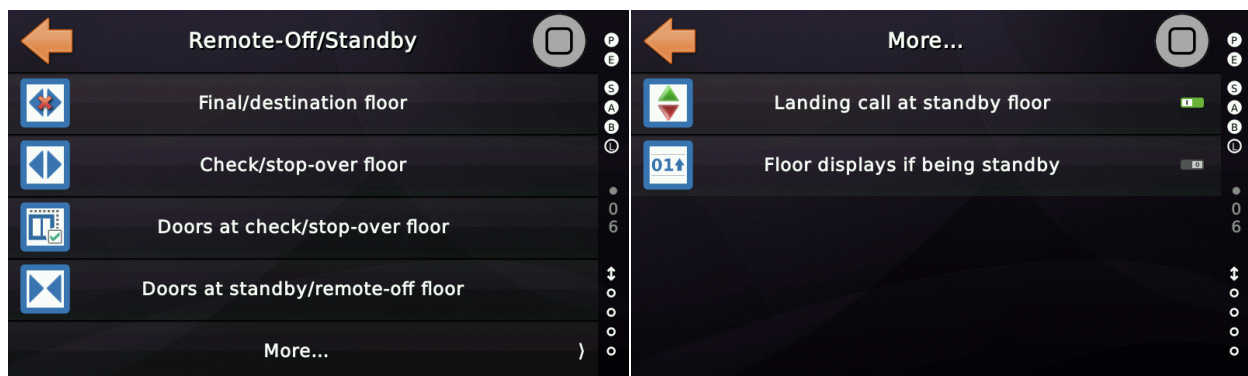 Remote-Off/Standby
Final/destination floor
Check/stop-over floor
Doors at check/stop-over floor
Doors at standby/remote-off floor
More...
P
E
S
A
B
L
0
6
More...
Landing call at standby floor
I
01
Floor displays if being standby
0
P
E
S
A
B
L
0
6